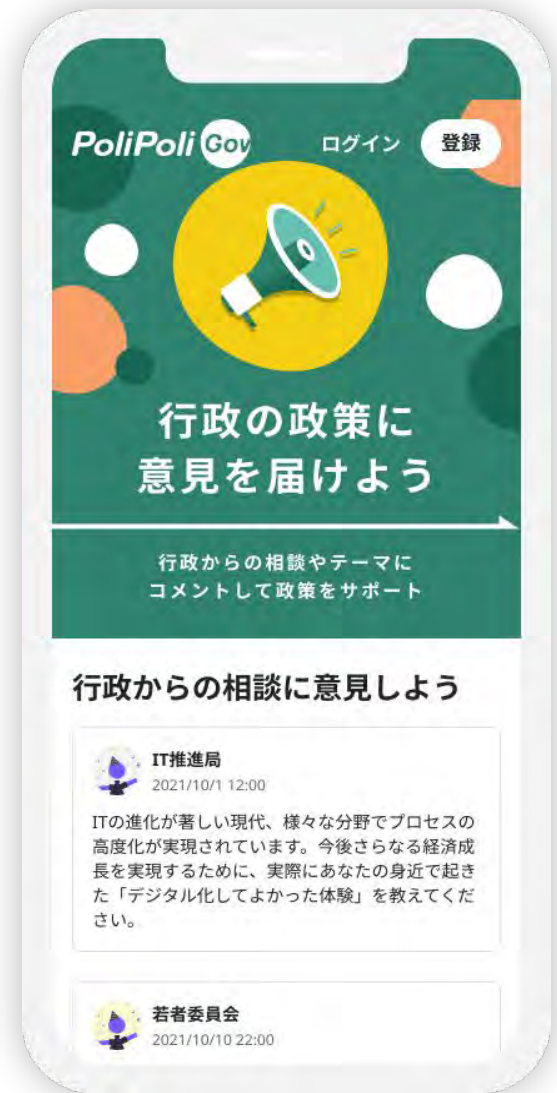 PoliPoli Gov
ログイン
登録
行政の政策に
意見を届けよう
行政からの相談やテーマに
コメントして政策をサポート
行政からの相談に意見しよう
IT推進局
2021/10/1 12:00
ITの進化が著しい現代、様々な分野でプロセスの
高度化が実現されています。今後さらなる経済成
長を実現するために、実際にあなたの身近で起き
た「デジタル化してよかった体験」を教えてくだ
さい。
若者委員会
2021/10/10 22:00